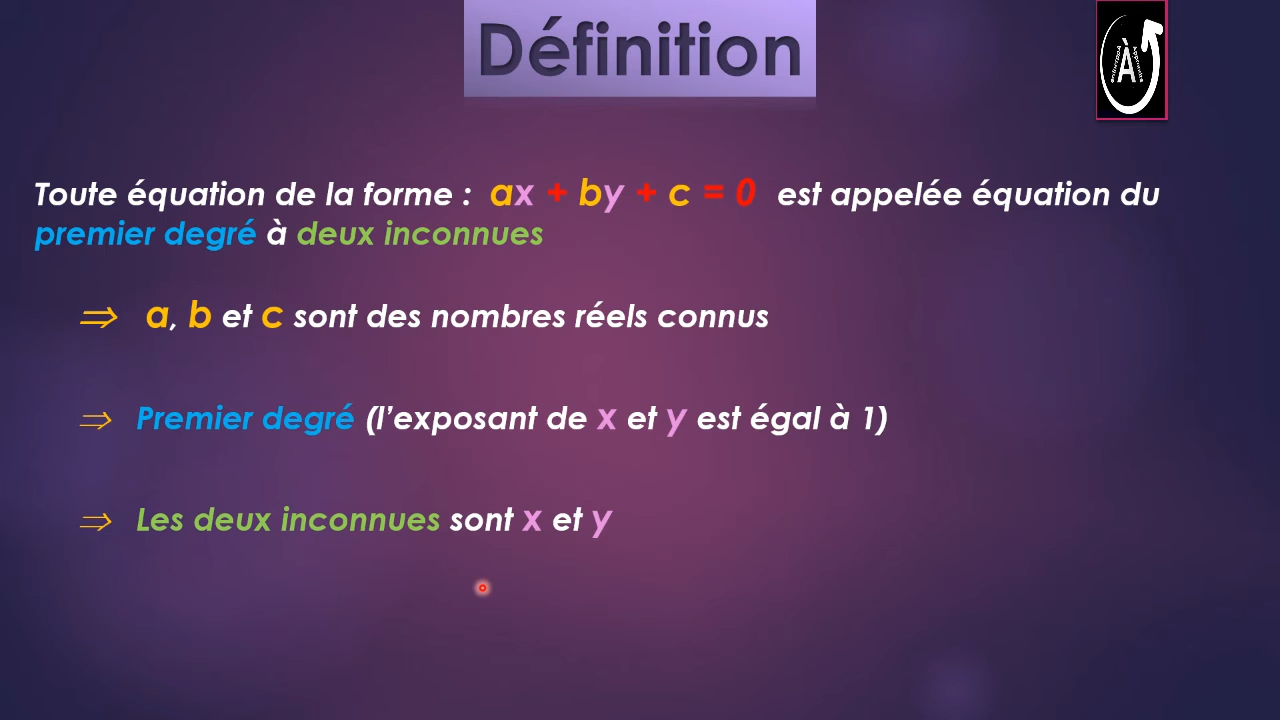 Définition
À
Toute équation de la forme : ax + by + c = 0 est appelée équation du
premier degré à deux inconnues
⇒ a, b et c sont des nombres réels connus
⇒ Premier degré (l’exposant de x et y est égal à 1)
⇒ Les deux inconnues sont x et y